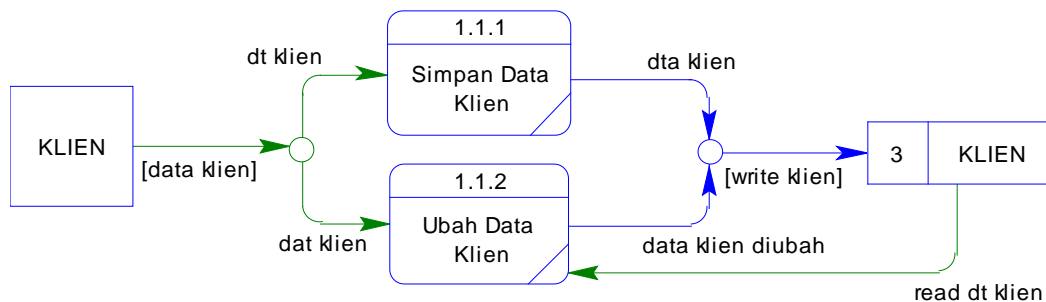 1.1.1
dt klien
Simpan Data
Klien
dta klien
KLIEN
[data klien]
3
KLIEN
[write klien]
1.1.2
dat klien
Ubah Data
Klien
data klien diubah
read dt klien